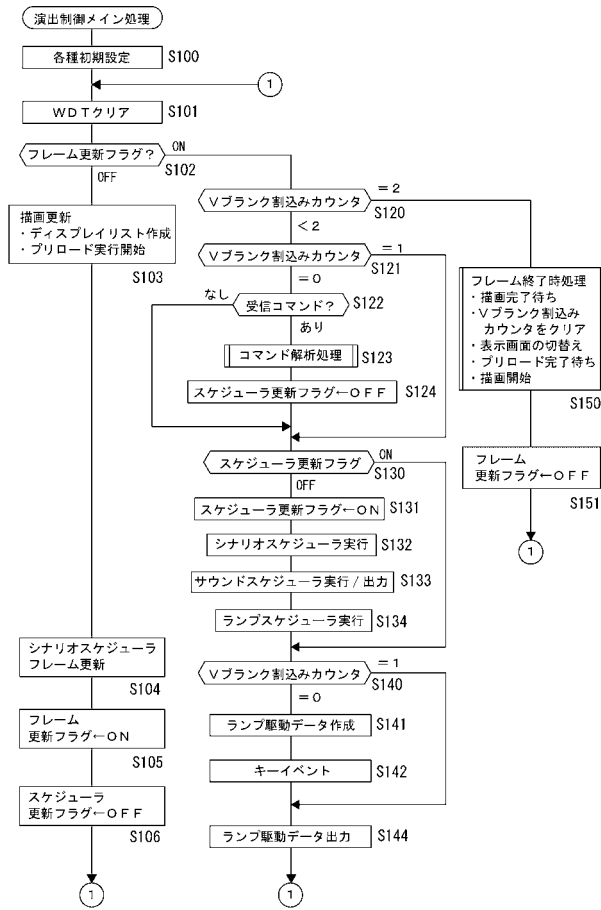 演出制御メイン処理
各種初期設定 S100
1
WDTクリア S101
フレーム更新フラグ? S102
ON
OFF
描画更新
・ディスプレイリスト作成
・プリロード実行開始
S103
シナリオスケジューラ
フレーム更新
S104
フレーム
更新フラグ←ON
S105
スケジューラ
更新フラグ←OFF
S106
1
Vブランク割込みカウンタ S120
=2
<2
Vブランク割込みカウンタ S121
=1
=0
受信コマンド? S122
なし
あり
コマンド解析処理 S123
スケジューラ更新フラグ←OFF S124
スケジューラ更新フラグ S130
ON
OFF
スケジューラ更新フラグ←ON S131
シナリオスケジューラ実行 S132
サウンドスケジューラ実行/出力 S133
ランプスケジューラ実行 S134
Vブランク割込みカウンタ S140
=1
=0
ランプ駆動データ作成 S141
キーイベント S142
ランプ駆動データ出力 S144
1
フレーム終了時処理
・描画完了待ち
・Vブランク割込み
カウンタをクリア
・表示画面の切替え
・プリロード完了待ち
・描画開始
S150
フレーム
更新フラグ←OFF
S151
1